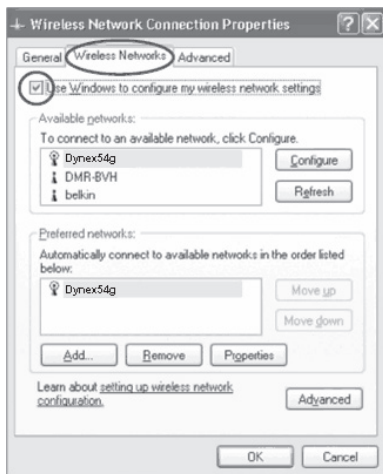 Wireless Network Connection Properties
General Wireless Networks Advanced
Use Windows to configure my wireless network settings
Available networks:
To connect to an available network, click Configure.
Dynex54g
Configure
DMR-BVH
belkin
Refresh
Preferred networks:
Automatically connect to available networks in the order listed
below:
Dynex54g
Move up
Move down
Add... Remove Properties
Learn about setting up wireless network
configuration.
Advanced
OK Cancel